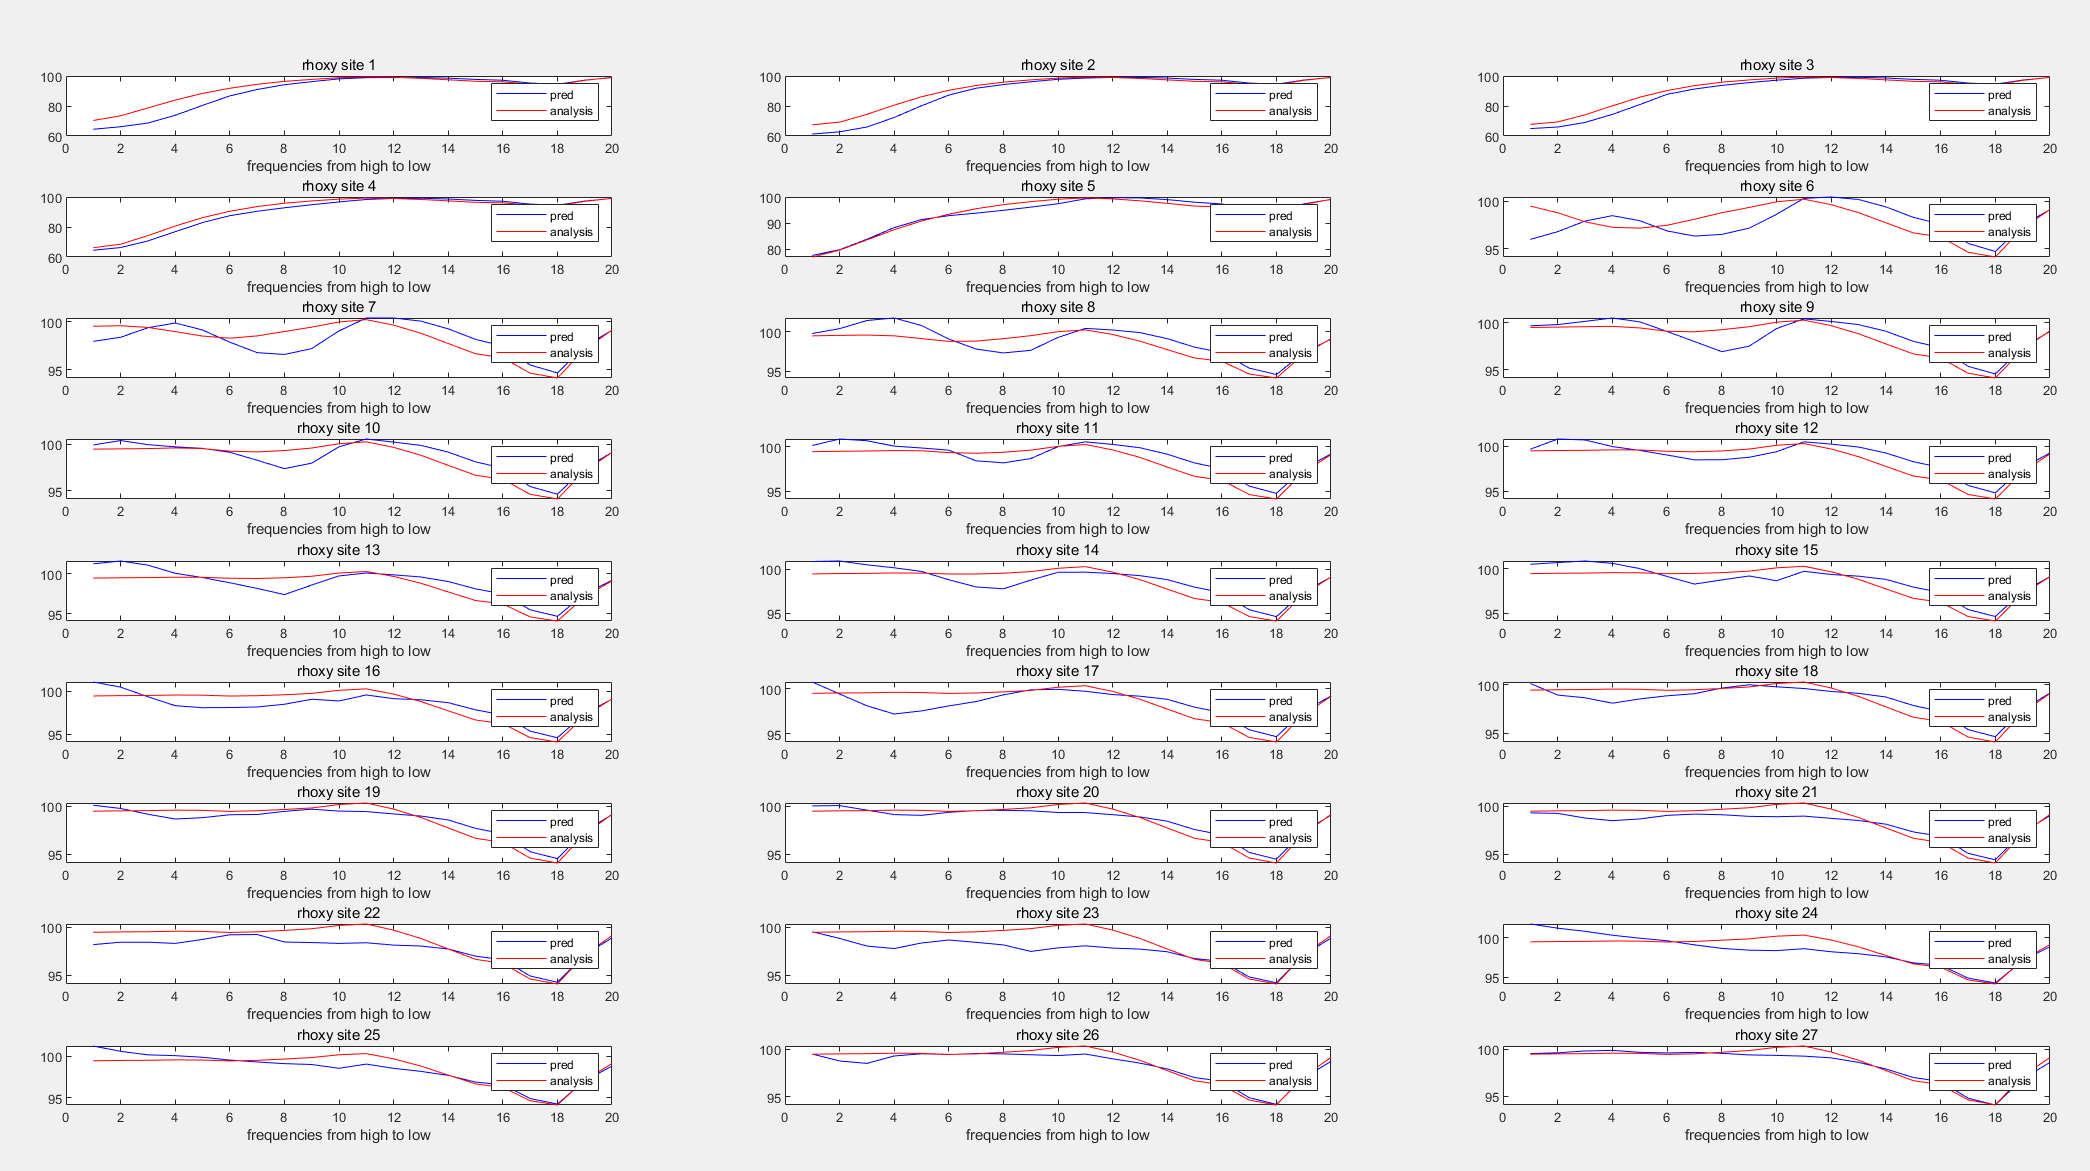 rhoxy site 1
100
pred
80
analysis
60
0 2 4 6 8 10 12 14 16 18 20
frequencies from high to low
rhoxy site 2
100
pred
80
analysis
60
0 2 4 6 8 10 12 14 16 18 20
frequencies from high to low
rhoxy site 3
100
pred
80
analysis
60
0 2 4 6 8 10 12 14 16 18 20
frequencies from high to low
rhoxy site 4
100
pred
80
analysis
60
0 2 4 6 8 10 12 14 16 18 20
frequencies from high to low
rhoxy site 5
100
pred
90
analysis
80
0 2 4 6 8 10 12 14 16 18 20
frequencies from high to low
rhoxy site 6
100
pred
analysis
95
0 2 4 6 8 10 12 14 16 18 20
frequencies from high to low
rhoxy site 7
100
pred
analysis
95
0 2 4 6 8 10 12 14 16 18 20
frequencies from high to low
rhoxy site 8
100
pred
analysis
95
0 2 4 6 8 10 12 14 16 18 20
frequencies from high to low
rhoxy site 9
100
pred
analysis
95
0 2 4 6 8 10 12 14 16 18 20
frequencies from high to low
rhoxy site 10
100
pred
analysis
95
0 2 4 6 8 10 12 14 16 18 20
frequencies from high to low
rhoxy site 11
100
pred
analysis
95
0 2 4 6 8 10 12 14 16 18 20
frequencies from high to low
rhoxy site 12
100
pred
analysis
95
0 2 4 6 8 10 12 14 16 18 20
frequencies from high to low
rhoxy site 13
100
pred
analysis
95
0 2 4 6 8 10 12 14 16 18 20
frequencies from high to low
rhoxy site 14
100
pred
analysis
95
0 2 4 6 8 10 12 14 16 18 20
frequencies from high to low
rhoxy site 15
100
pred
analysis
95
0 2 4 6 8 10 12 14 16 18 20
frequencies from high to low
rhoxy site 16
100
pred
analysis
95
0 2 4 6 8 10 12 14 16 18 20
frequencies from high to low
rhoxy site 17
100
pred
analysis
95
0 2 4 6 8 10 12 14 16 18 20
frequencies from high to low
rhoxy site 18
100
pred
analysis
95
0 2 4 6 8 10 12 14 16 18 20
frequencies from high to low
rhoxy site 19
100
pred
analysis
95
0 2 4 6 8 10 12 14 16 18 20
frequencies from high to low
rhoxy site 20
100
pred
analysis
95
0 2 4 6 8 10 12 14 16 18 20
frequencies from high to low
rhoxy site 21
100
pred
analysis
95
0 2 4 6 8 10 12 14 16 18 20
frequencies from high to low
rhoxy site 22
100
pred
analysis
95
0 2 4 6 8 10 12 14 16 18 20
frequencies from high to low
rhoxy site 23
100
pred
analysis
95
0 2 4 6 8 10 12 14 16 18 20
frequencies from high to low
rhoxy site 24
100
pred
analysis
95
0 2 4 6 8 10 12 14 16 18 20
frequencies from high to low
rhoxy site 25
100
pred
analysis
95
0 2 4 6 8 10 12 14 16 18 20
frequencies from high to low
rhoxy site 26
100
pred
analysis
95
0 2 4 6 8 10 12 14 16 18 20
frequencies from high to low
rhoxy site 27
100
pred
analysis
95
0 2 4 6 8 10 12 14 16 18 20
frequencies from high to low